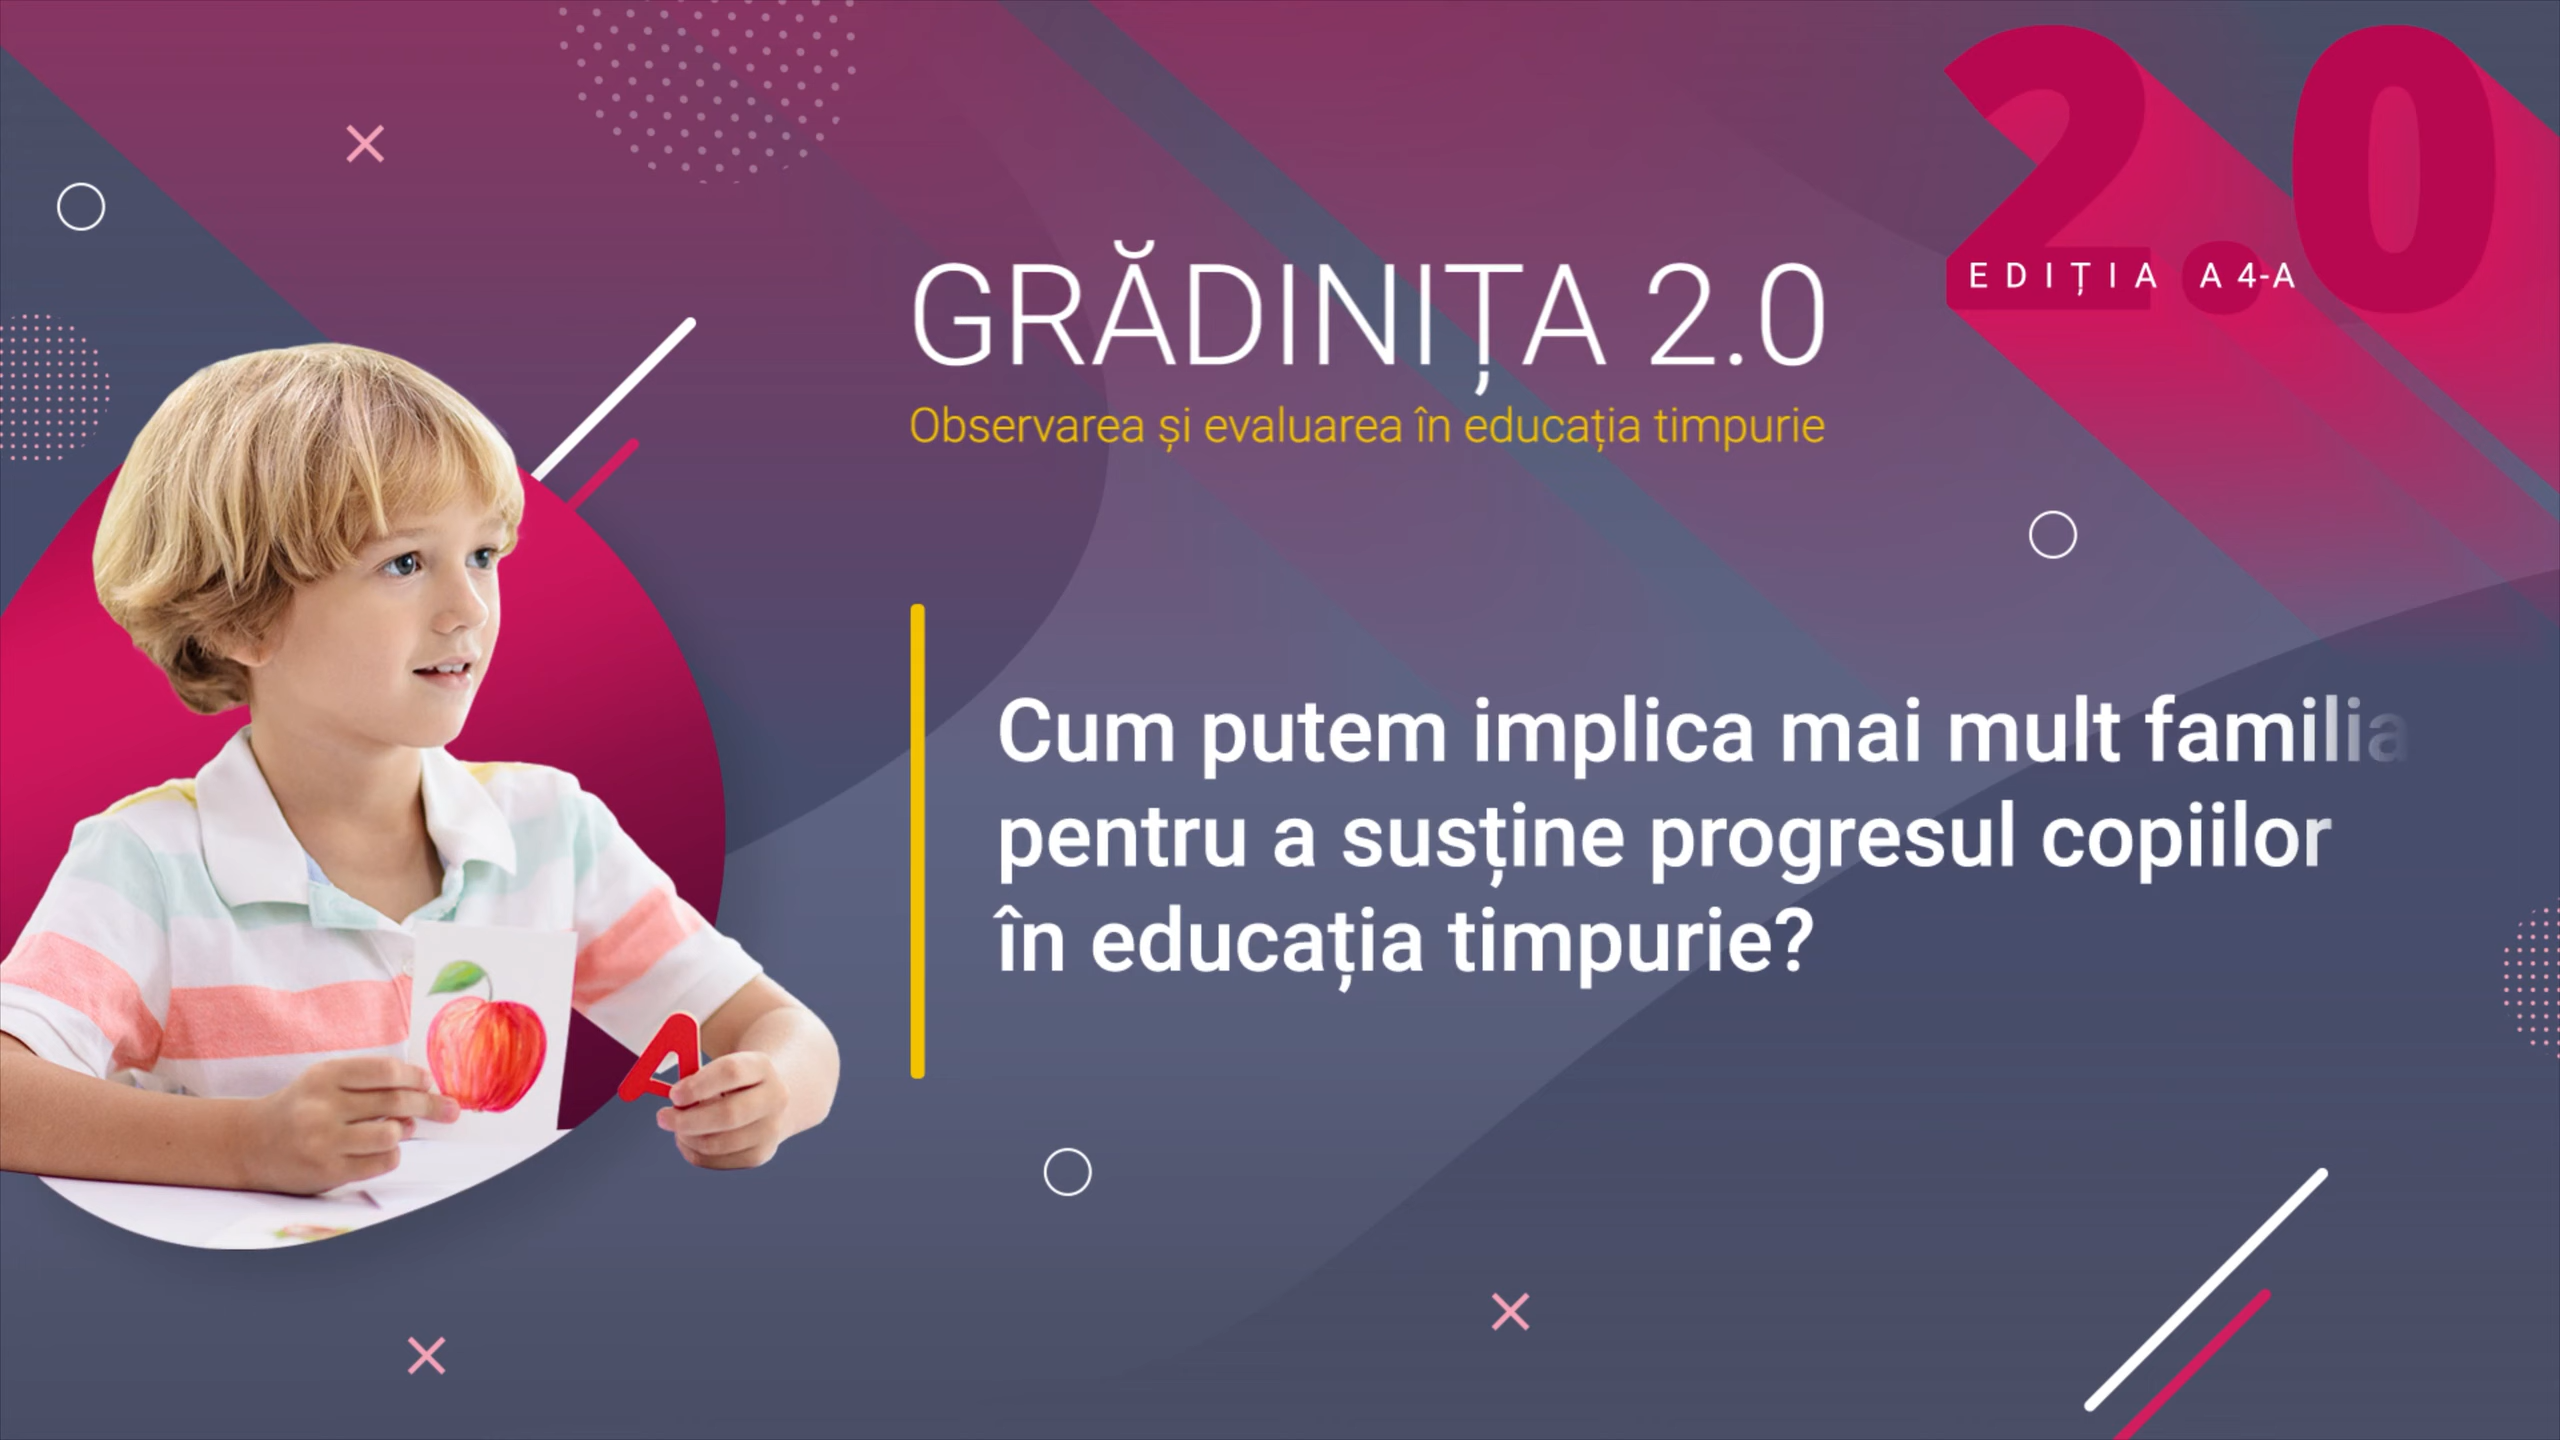 2.0
EDIȚIA A 4-A
GRĂDINIȚA 2.0
Observarea și evaluarea în educația timpurie
Cum putem implica mai mult familia
pentru a susține progresul copiilor
în educația timpurie?
A